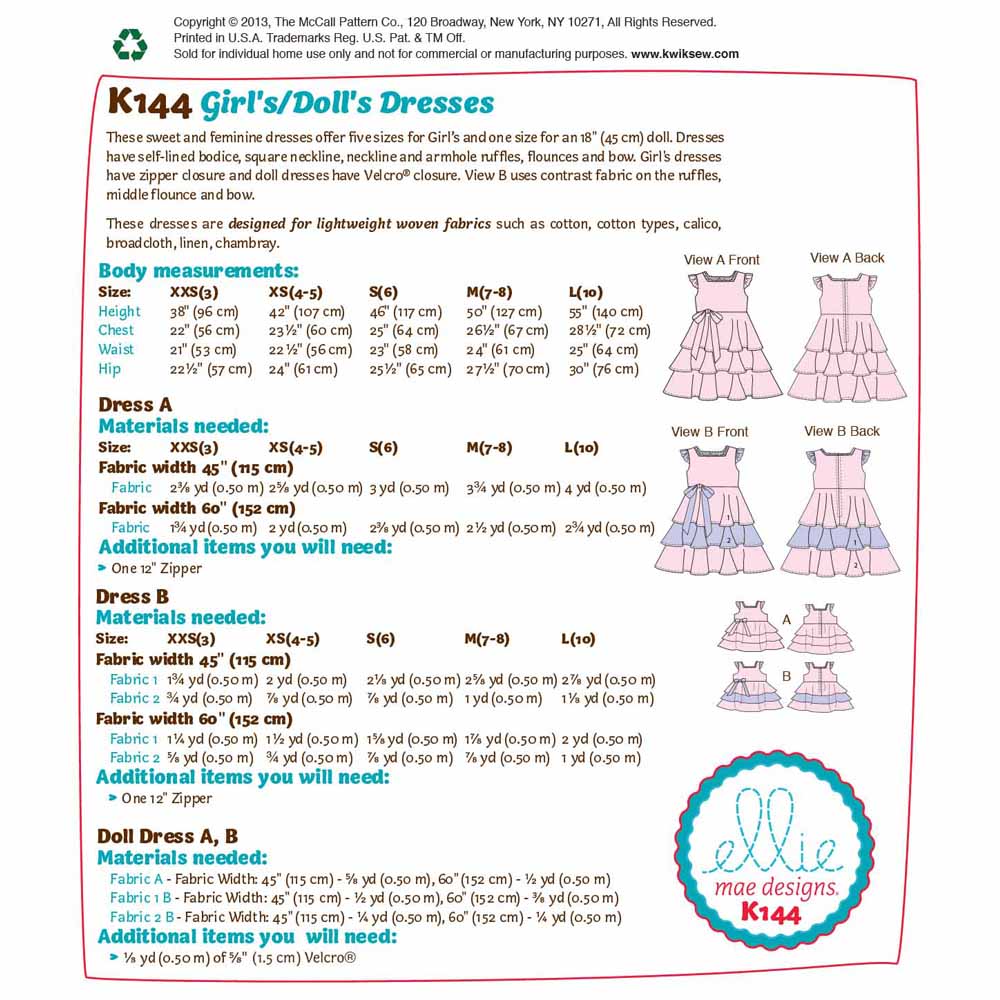 Copyright © 2013, The McCall Pattern Co., 120 Broadway, New York, NY 10271, All Rights Reserved.
Printed in U.S.A. Trademarks Reg. U.S. Pat. & TM Off.
Sold for individual home use only and not for commercial or manufacturing purposes. www.kwiksew.com
K144 Girl's/Doll's Dresses
These sweet and feminine dresses offer five sizes for Girl's and one size for an 18" (45 cm) doll. Dresses
have self-lined bodice, square neckline, neckline and armhole ruffles, flounces and bow. Girl's dresses
have zipper closure and doll dresses have Velcro® closure. View B uses contrast fabric on the ruffles,
middle flounce and bow.
These dresses are designed for lightweight woven fabrics such as cotton, cotton types, calico,
broadcloth, linen, chambray.
Body measurements:
Size: XXS(3) XS(4-5) S(6) M(7-8) L(10)
Height 38" (96 cm) 42" (107 cm) 46" (117 cm) 50" (127 cm) 55" (140 cm)
Chest 22" (56 cm) 23½" (60 cm) 25" (64 cm) 26½" (67 cm) 28½" (72 cm)
Waist 21" (53 cm) 22½" (56 cm) 23" (58 cm) 24" (61 cm) 25" (64 cm)
Hip 22½" (57 cm) 24" (61 cm) 25½" (65 cm) 27½" (70 cm) 30" (76 cm)
View A Front View A Back
Dress A
Materials needed:
Size: XXS(3) XS(4-5) S(6) M(7-8) L(10)
Fabric width 45" (115 cm)
Fabric 2⅜ yd (0.50 m) 2⅝ yd (0.50 m) 3 yd (0.50 m) 3¾ yd (0.50 m) 4 yd (0.50 m)
Fabric width 60" (152 cm)
Fabric 1¾ yd (0.50 m) 2 yd (0.50 m) 2⅜ yd (0.50 m) 2½ yd (0.50 m) 2¾ yd (0.50 m)
Additional items you will need:
➢ One 12" Zipper
View B Front View B Back
1
2
1
2
Dress B
Materials needed:
Size: XXS(3) XS(4-5) S(6) M(7-8) L(10)
Fabric width 45" (115 cm)
Fabric 1 1¾ yd (0.50 m) 2 yd (0.50 m) 2⅛ yd (0.50 m) 2⅝ yd (0.50 m) 2⅞ yd (0.50 m)
Fabric 2 ¾ yd (0.50 m) ⅞ yd (0.50 m) ⅞ yd (0.50 m) 1 yd (0.50 m) 1⅛ yd (0.50 m)
Fabric width 60" (152 cm)
Fabric 1 1¼ yd (0.50 m) 1½ yd (0.50 m) 1⅝ yd (0.50 m) 1⅞ yd (0.50 m) 2 yd (0.50 m)
Fabric 2 ⅝ yd (0.50 m) ¾ yd (0.50 m) ⅞ yd (0.50 m) ⅞ yd (0.50 m) 1 yd (0.50 m)
Additional items you will need:
➢ One 12" Zipper
A
B
Doll Dress A, B
Materials needed:
Fabric A - Fabric Width: 45" (115 cm) - ⅝ yd (0.50 m), 60" (152 cm) - ½ yd (0.50 m)
Fabric 1 B - Fabric Width: 45" (115 cm) - ½ yd (0.50 m), 60" (152 cm) - ⅜ yd (0.50 m)
Fabric 2 B - Fabric Width: 45" (115 cm) - ¼ yd (0.50 m), 60" (152 cm) - ¼ yd (0.50 m)
Additional items you will need:
➢ ⅛ yd (0.50 m) of ⅝" (1.5 cm) Velcro®
ellie
mae designs.
K144